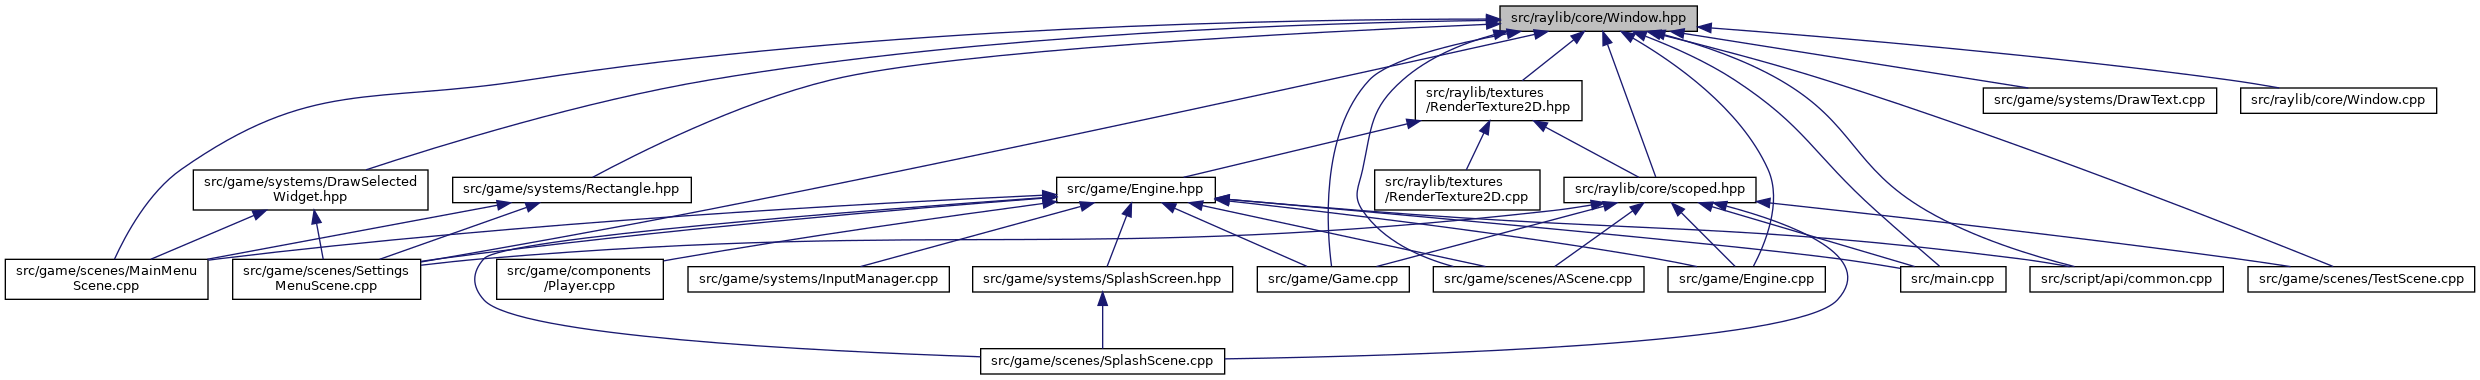 src/raylib/core/Window.hpp
src/raylib/textures
/RenderTexture2D.hpp
src/game/systems/DrawText.cpp
src/raylib/core/Window.cpp
src/game/systems/DrawSelected
Widget.hpp
src/game/systems/Rectangle.hpp
src/game/Engine.hpp
src/raylib/textures
/RenderTexture2D.cpp
src/raylib/core/scoped.hpp
src/game/scenes/MainMenu
Scene.cpp
src/game/scenes/Settings
MenuScene.cpp
src/game/components
/Player.cpp
src/game/systems/InputManager.cpp
src/game/systems/SplashScreen.hpp
src/game/Game.cpp
src/game/scenes/AScene.cpp
src/game/Engine.cpp
src/main.cpp
src/script/api/common.cpp
src/game/scenes/TestScene.cpp
src/game/scenes/SplashScene.cpp